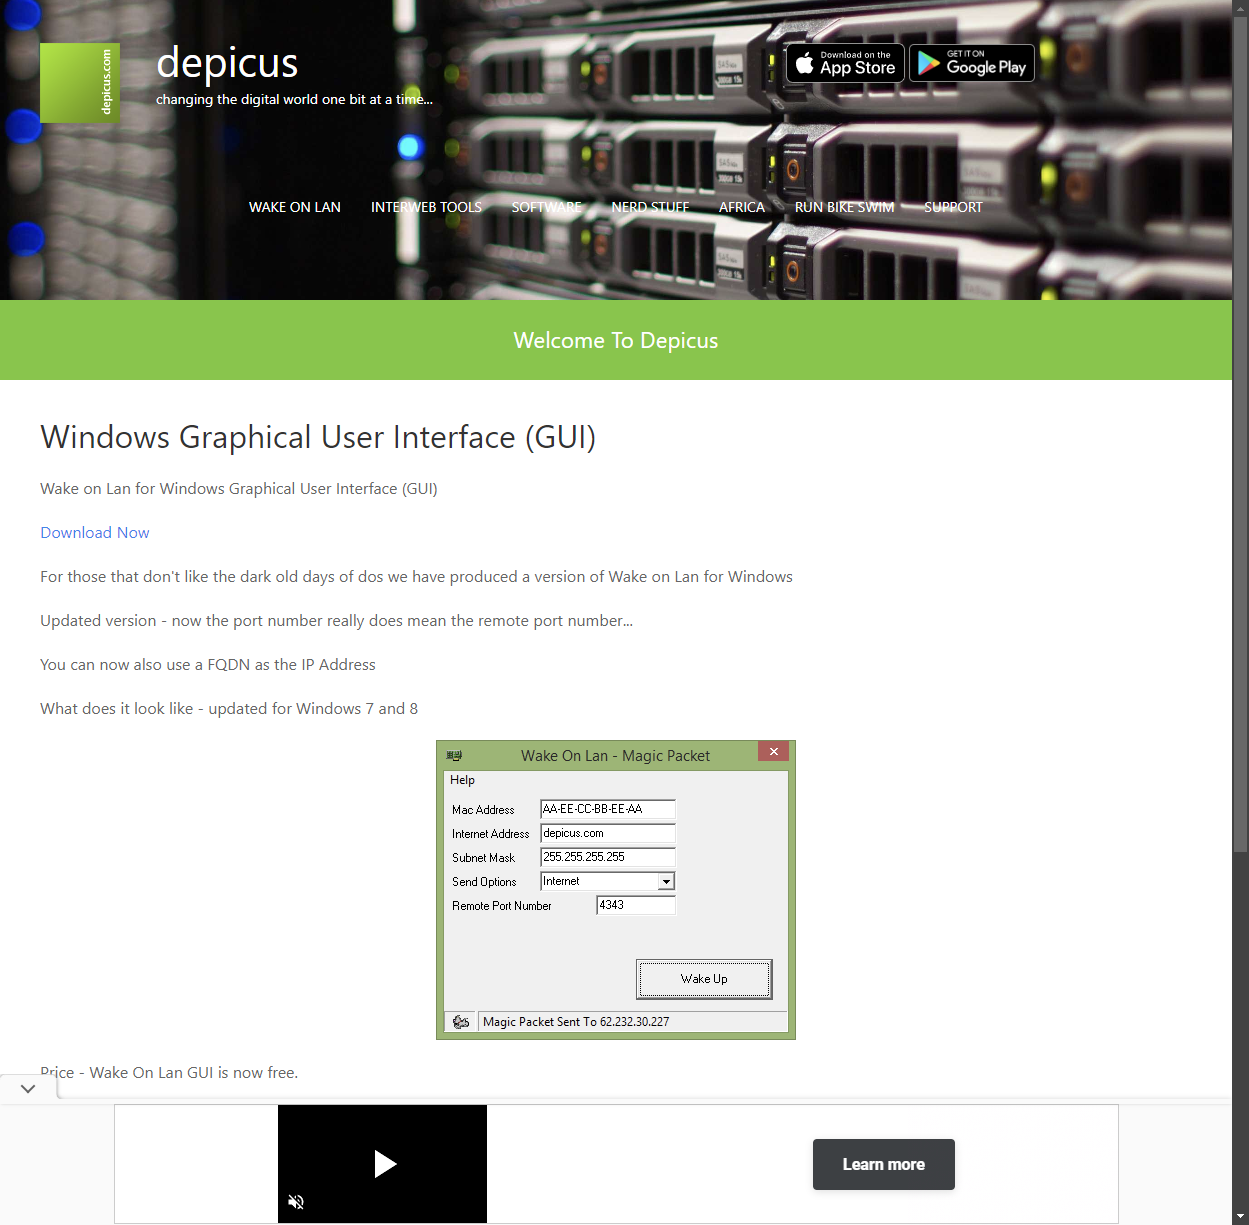 depicus.com
depicus
changing the digital world one bit at a time...
Download on the
App Store
GET IT ON
Google Play
WAKE ON LAN INTERWEB TOOLS SOFTWARE NERD STUFF AFRICA RUN BIKE SWIM SUPPORT
Welcome To Depicus
Windows Graphical User Interface (GUI)
Wake on Lan for Windows Graphical User Interface (GUI)
Download Now
For those that don't like the dark old days of dos we have produced a version of Wake on Lan for Windows
Updated version - now the port number really does mean the remote port number...
You can now also use a FQDN as the IP Address
What does it look like - updated for Windows 7 and 8
Wake On Lan - Magic Packet
Help
Mac Address AA-EE-CC-BB-EE-AA
Internet Address depicus.com
Subnet Mask 255.255.255.255
Send Options Internet
Remote Port Number 4343
Wake Up
Magic Packet Sent To 62.232.30.227
Price - Wake On Lan GUI is now free.
Learn more